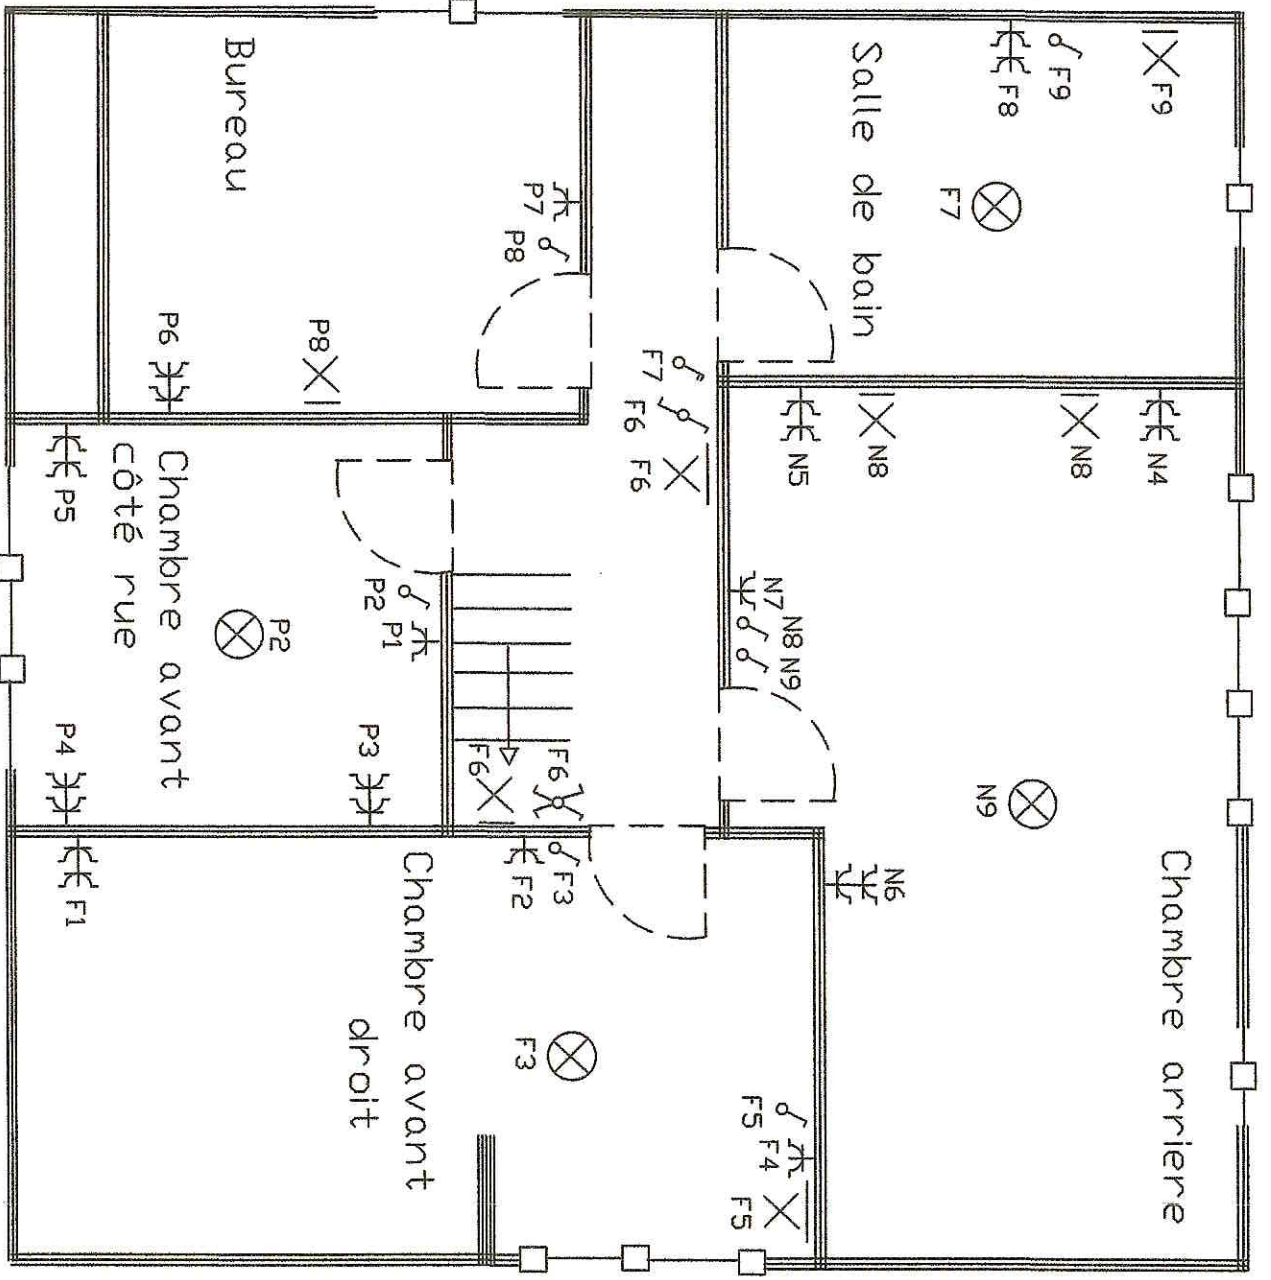 F9
N4
Chambre arriere
F9
N8
F8
N9
F7
N6
Salle de bain
N8
N5
N7 N8 N9
F5 F4
F5
F7
F6
F6
F6
F3
P7
F3
P8
F2
F6
Chambre avant
droit
P2
P1
P3
P8
P2
Bureau
Chambre avant
côté rue
P6
P5
P4
F1